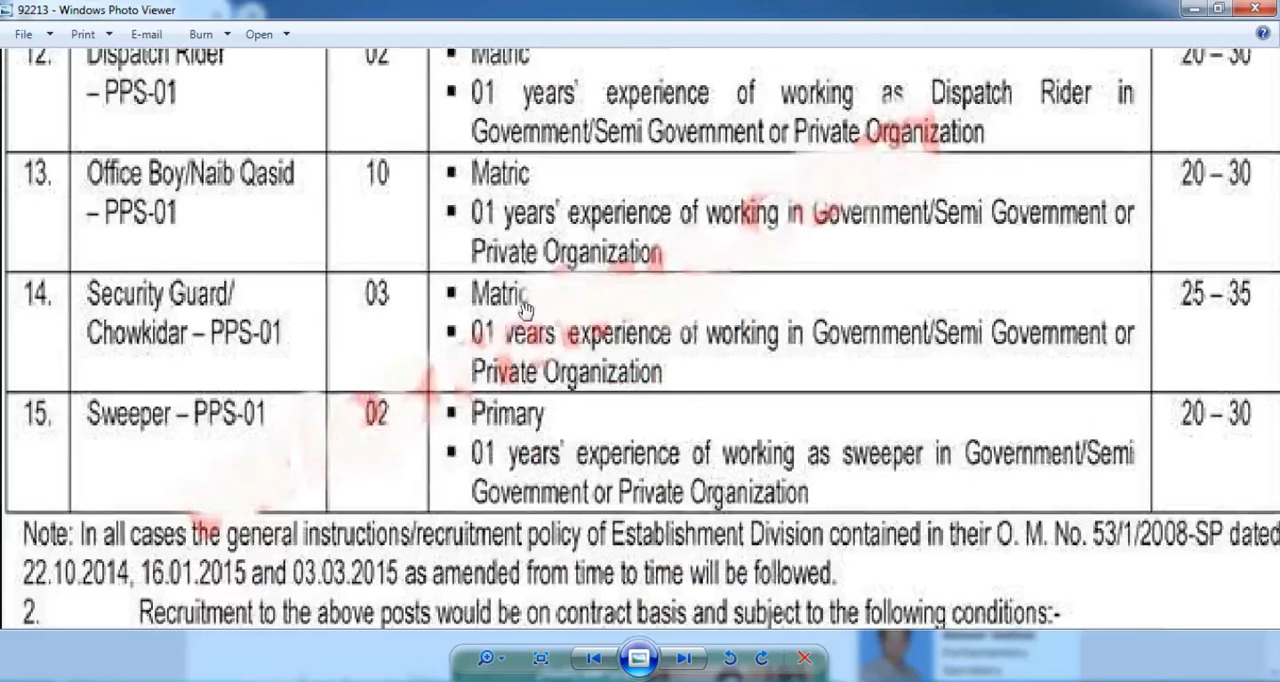 92213 - Windows Photo Viewer
File Print E-mail Burn Open
12. Dispatch Rider 02 ▪ Matric 20 – 30
– PPS-01 ▪ 01 years' experience of working as Dispatch Rider in
Government/Semi Government or Private Organization
13. Office Boy/Naib Qasid 10 ▪ Matric 20 – 30
– PPS-01 ▪ 01 years' experience of working in Government/Semi Government or
Private Organization
14. Security Guard/ 03 ▪ Matric 25 – 35
Chowkidar – PPS-01 ▪ 01 years' experience of working in Government/Semi Government or
Private Organization
15. Sweeper – PPS-01 02 ▪ Primary 20 – 30
▪ 01 years' experience of working as sweeper in Government/Semi
Government or Private Organization
Note: In all cases the general instructions/recruitment policy of Establishment Division contained in their O. M. No. 53/1/2008-SP dated
22.10.2014, 16.01.2015 and 03.03.2015 as amended from time to time will be followed.
2. Recruitment to the above posts would be on contract basis and subject to the following conditions:-